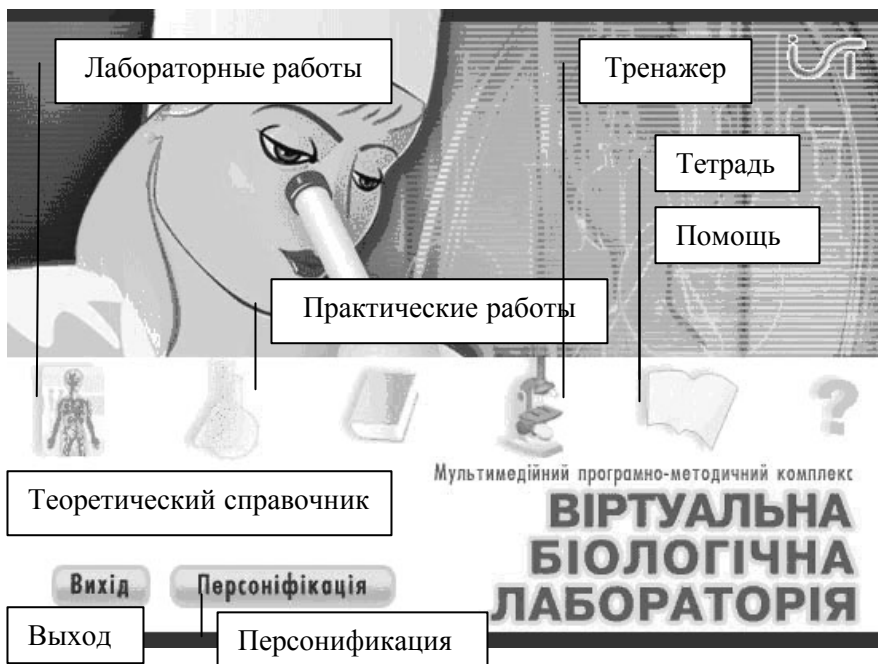 Лабораторные работы
Тренажер
Тетрадь
Помощь
Практические работы
?
Мультимедійний програмно-методичний комплекс
Теоретический справочник
ВІРТУАЛЬНА
БІОЛОГІЧНА
ЛАБОРАТОРІЯ
Вихід
Персоніфікація
Выход
Персонификация